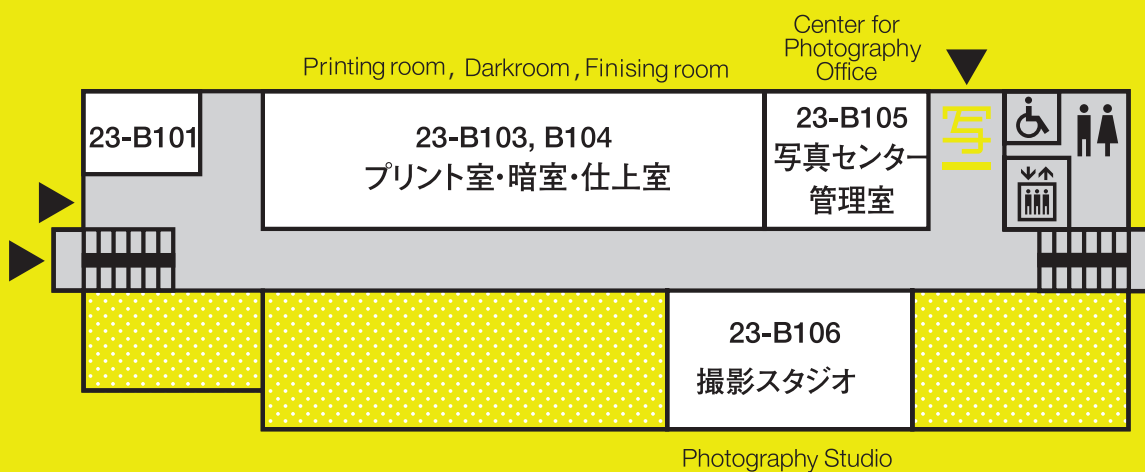 Center for
Photography
Office
Printing room , Darkroom , Finising room
23-B101
23-B103, B104
プリント室・暗室・仕上室
23-B105
写真センター
管理室
写
23-B106
撮影スタジオ
Photography Studio